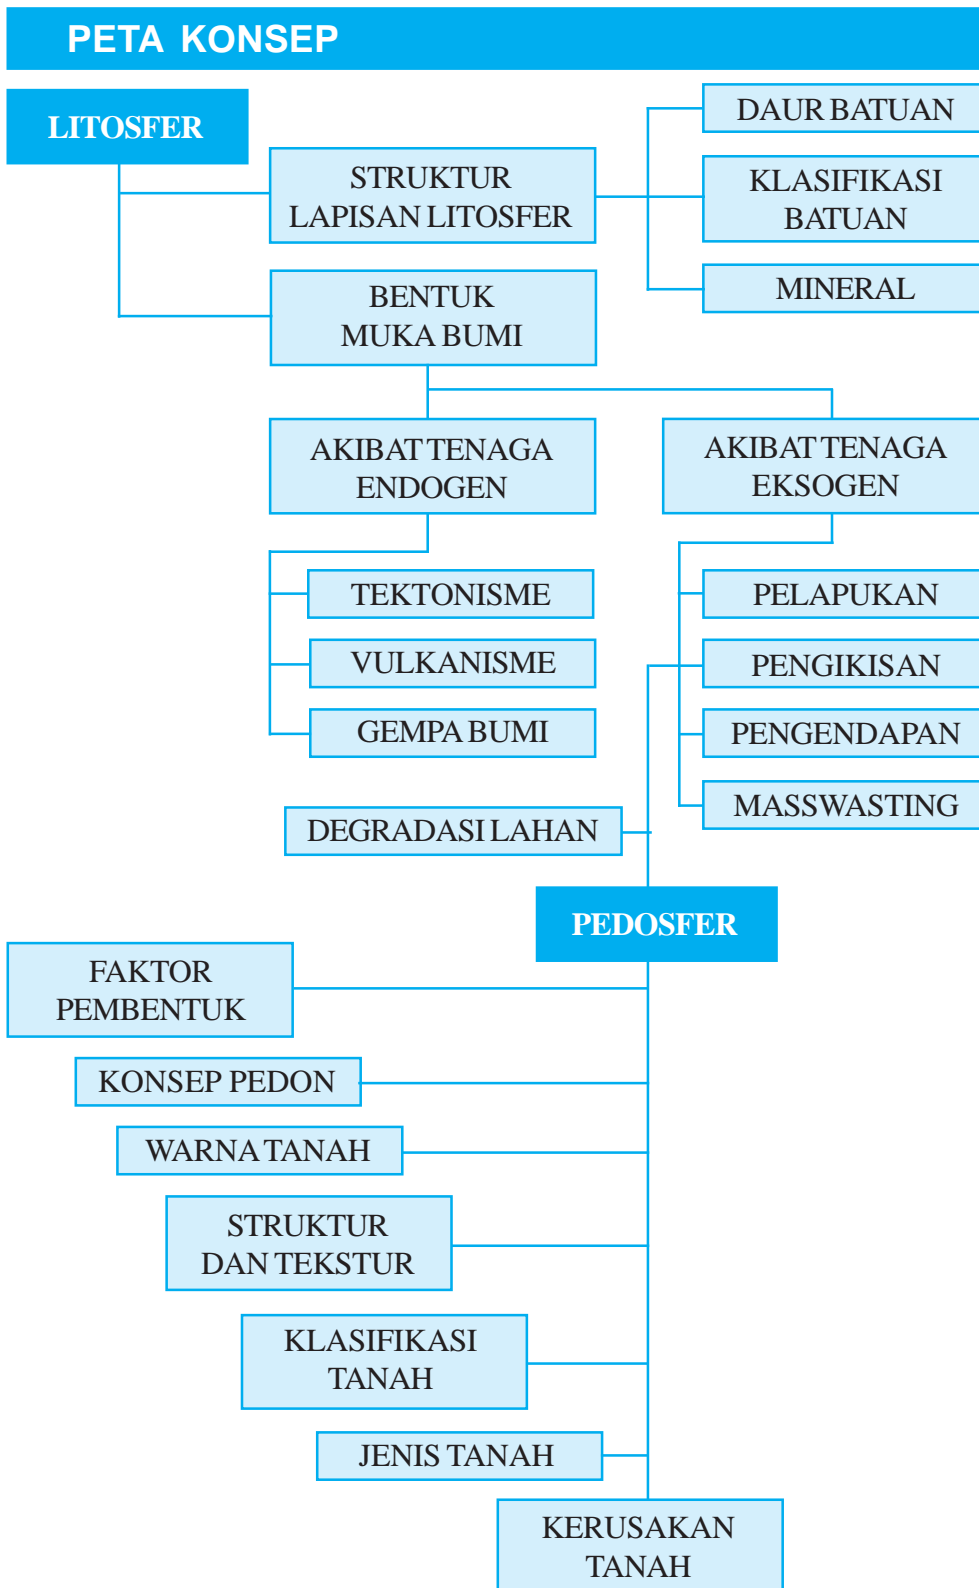 PETA KONSEP
LITOSFER
STRUKTUR
LAPISAN LITOSFER
DAUR BATUAN
KLASIFIKASI
BATUAN
MINERAL
BENTUK
MUKA BUMI
AKIBAT TENAGA
ENDOGEN
AKIBAT TENAGA
EKSOGEN
TEKTONISME
VULKANISME
GEMPA BUMI
PELAPUKAN
PENGIKISAN
PENGENDAPAN
MASSWASTING
DEGRADASI LAHAN
PEDOSFER
FAKTOR
PEMBENTUK
KONSEP PEDON
WARNA TANAH
STRUKTUR
DAN TEKSTUR
KLASIFIKASI
TANAH
JENIS TANAH
KERUSAKAN
TANAH